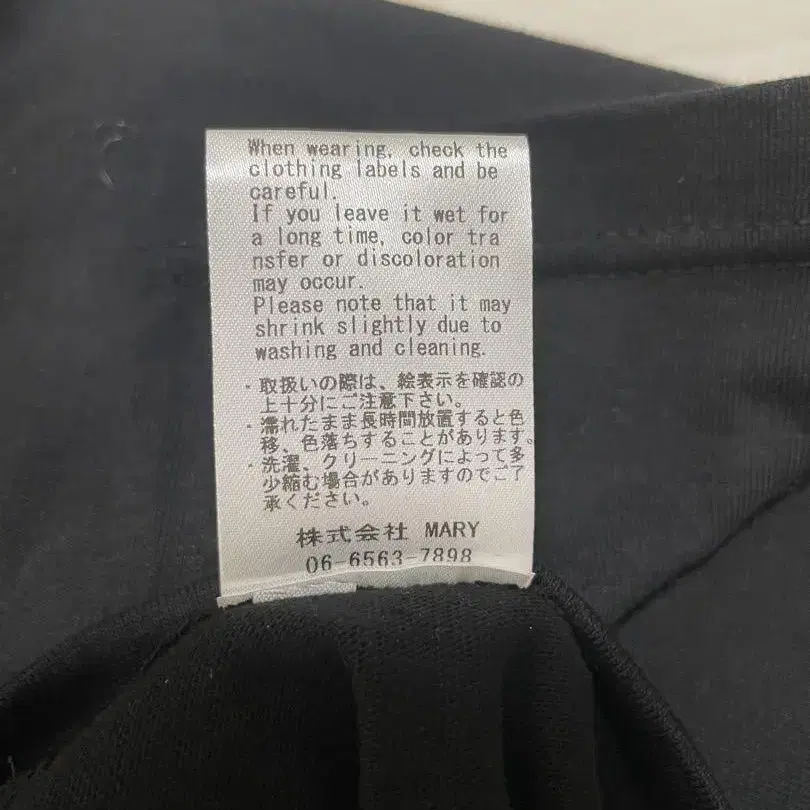 When wearing, check the
clothing labels and be
careful.
If you leave it wet for
a long time, color tra
nsfer or discoloration
may occur.
Please note that it may
shrink slightly due to
washing and cleaning.
・取扱いの際は、絵表示を確認の
上十分にご注意下さい。
・濡れたまま長時間放置すると色
移、色落ちすることがあります。
・洗濯、クリーニングによって多
少縮む場合がありますのでご了
承ください。
株式会社 MARY
06-6563-7898